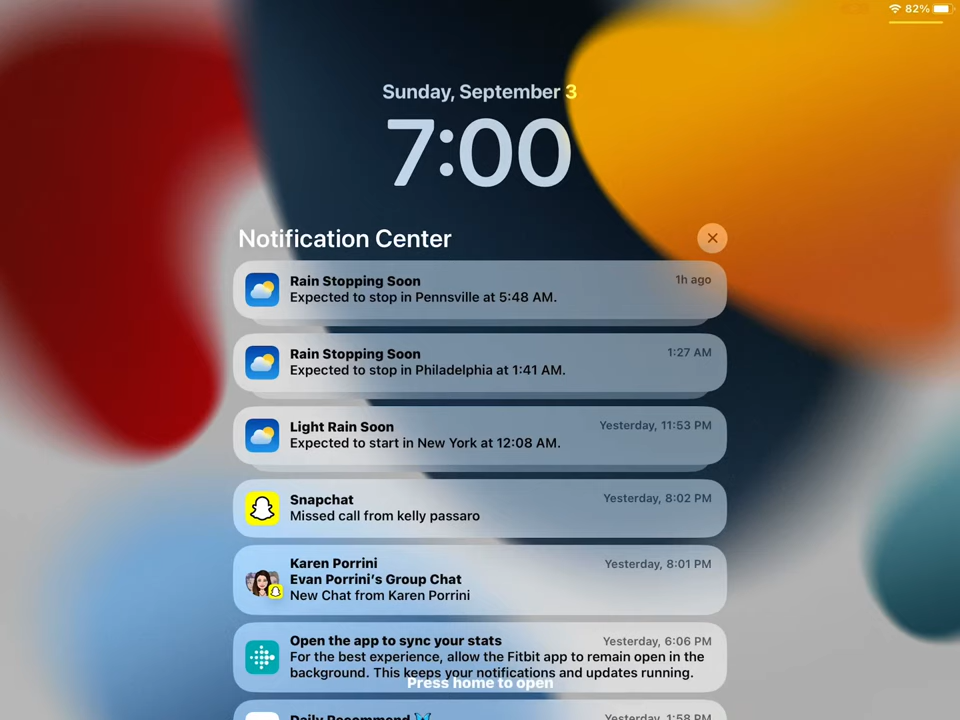 82%
Sunday, September 3
7:00
Notification Center
Rain Stopping Soon
1h ago
Expected to stop in Pennsville at 5:48 AM.
Rain Stopping Soon
1:27 AM
Expected to stop in Philadelphia at 1:41 AM.
Light Rain Soon
Yesterday, 11:53 PM
Expected to start in New York at 12:08 AM.
Snapchat
Yesterday, 8:02 PM
Missed call from kelly passaro
Karen Porrini
Yesterday, 8:01 PM
Evan Porrini's Group Chat
New Chat from Karen Porrini
Open the app to sync your stats
Yesterday, 6:06 PM
For the best experience, allow the Fitbit app to remain open in the
background. This keeps your notifications and updates running.
Press home to open
Daily Recommend 🦋
Yesterday, 1:58 PM